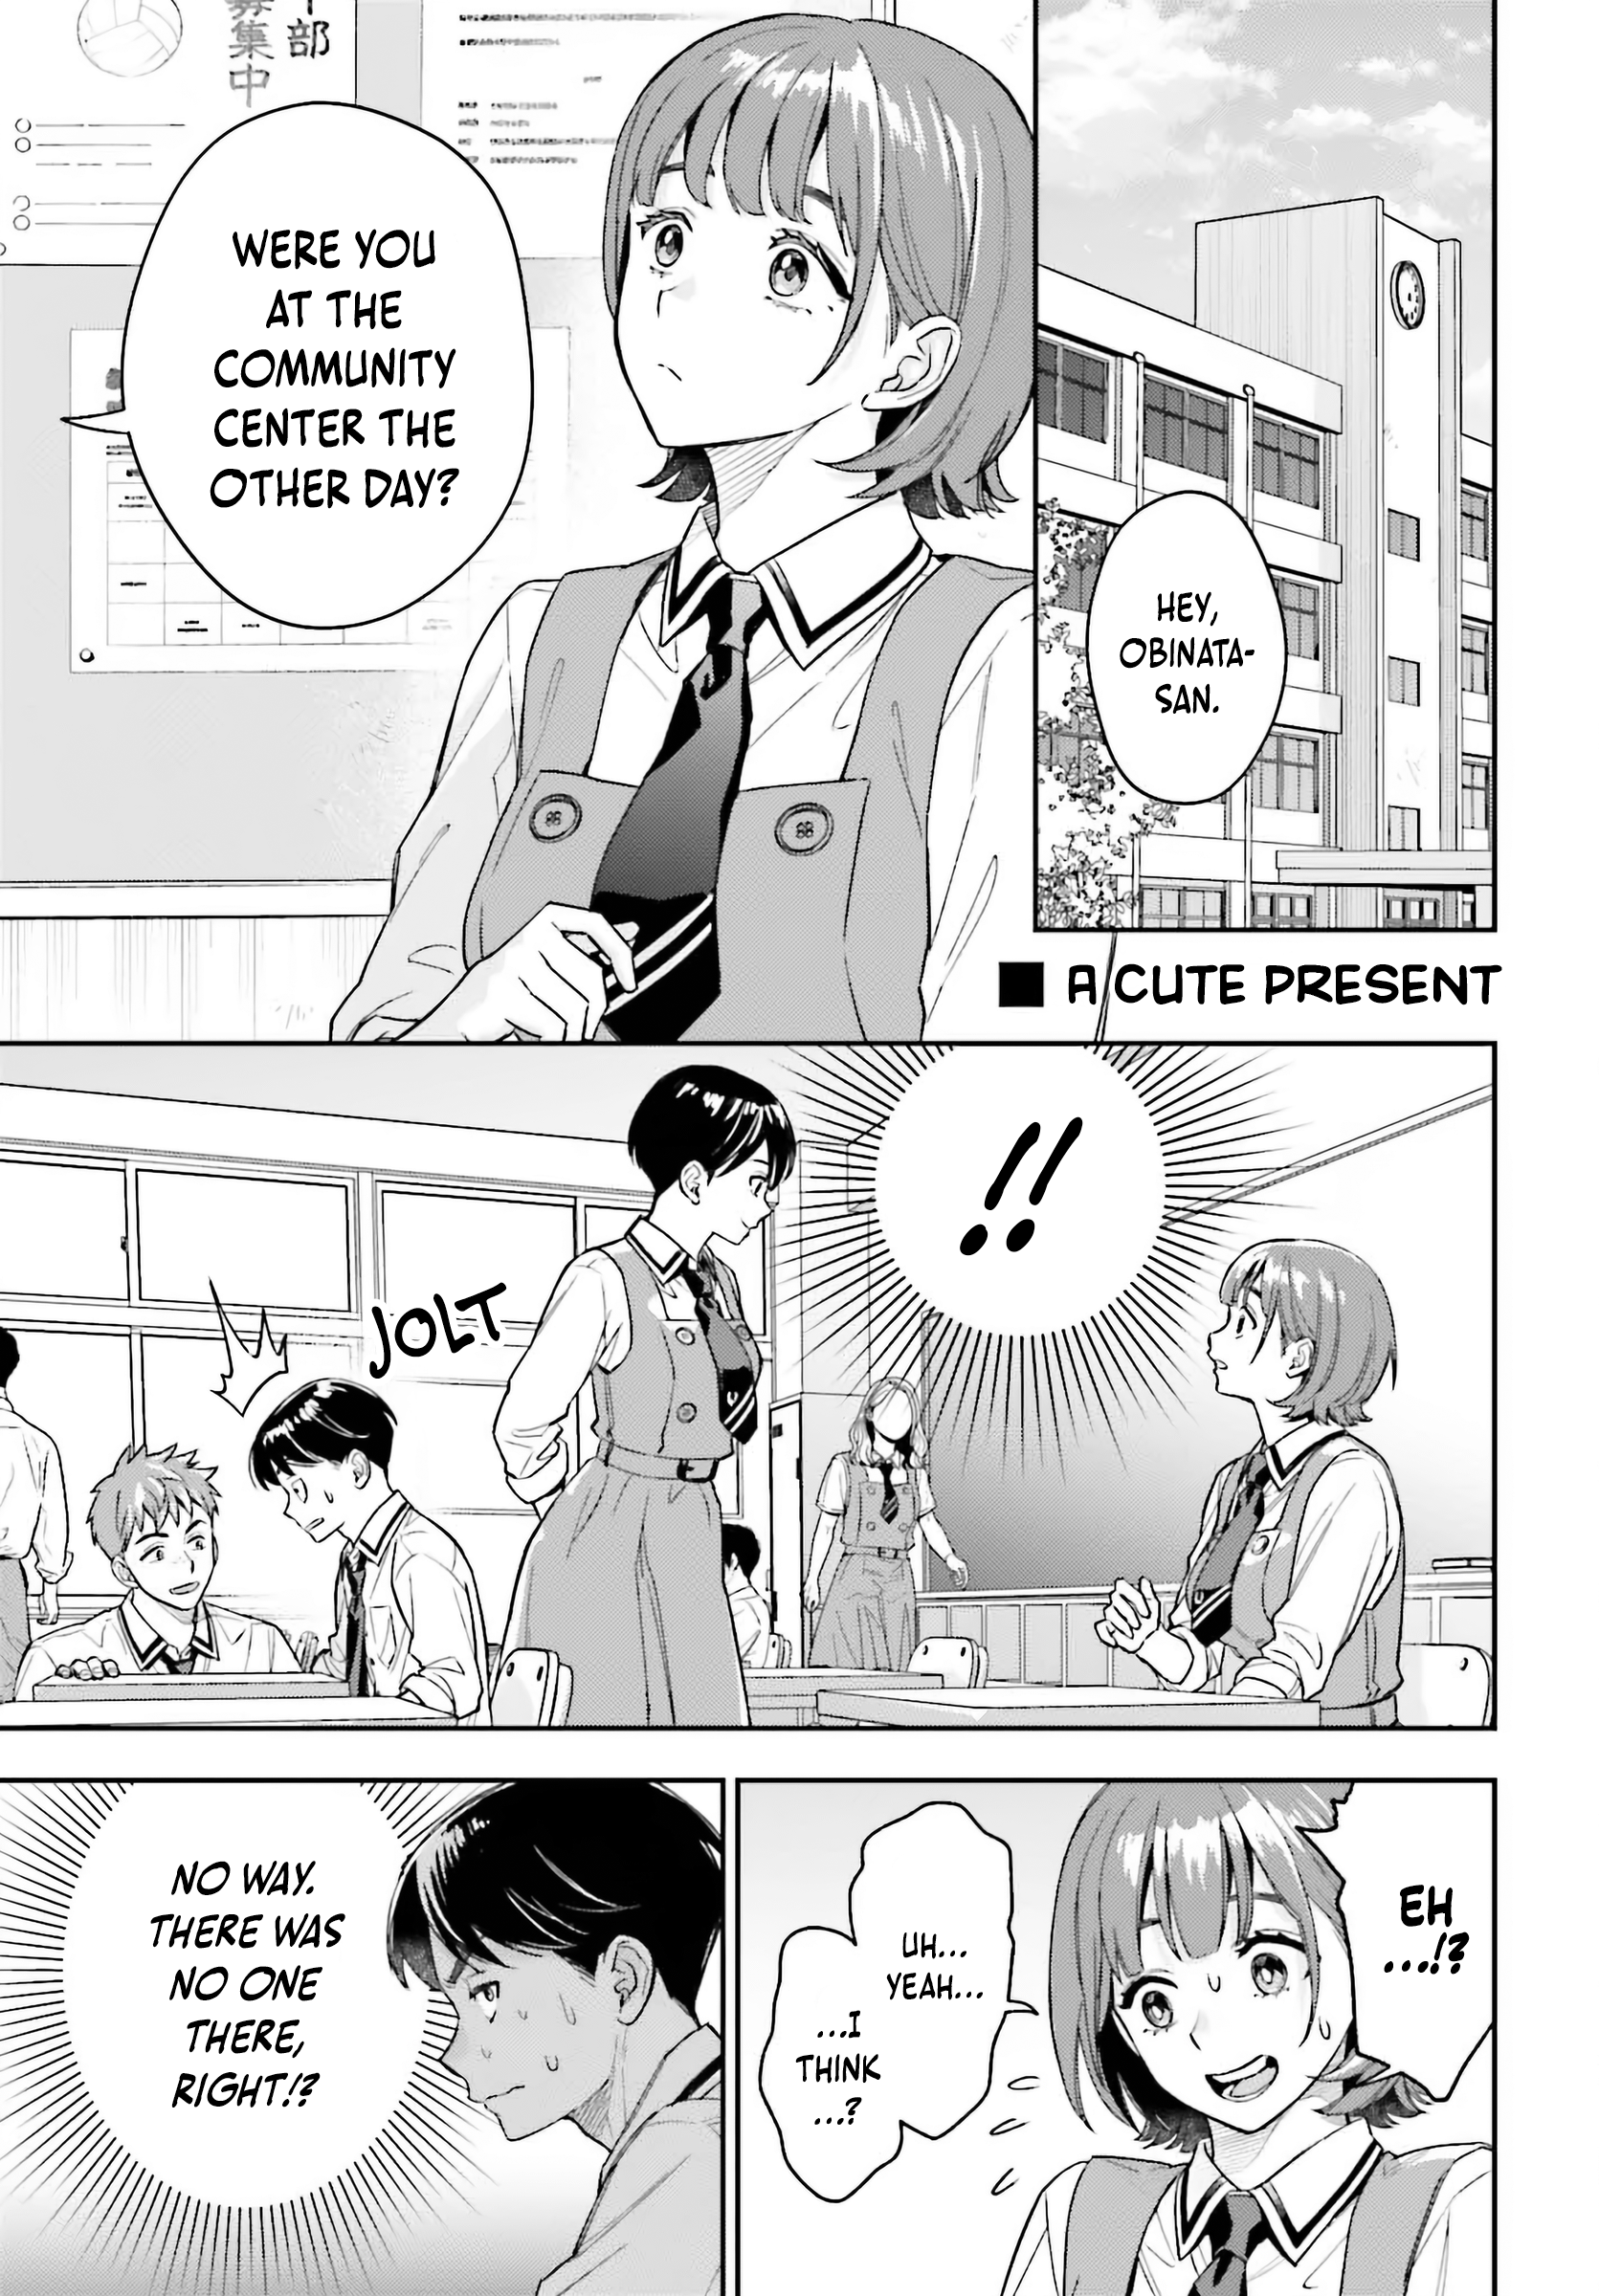 部
募集中
HEY,
OBINATA-
SAN.
WERE YOU
AT THE
COMMUNITY
CENTER THE
OTHER DAY?
■ A CUTE PRESENT
!!
JOLT
EH
...!?
UH...
YEAH...
...I
THINK
...?
NO WAY.
THERE WAS
NO ONE
THERE,
RIGHT!?